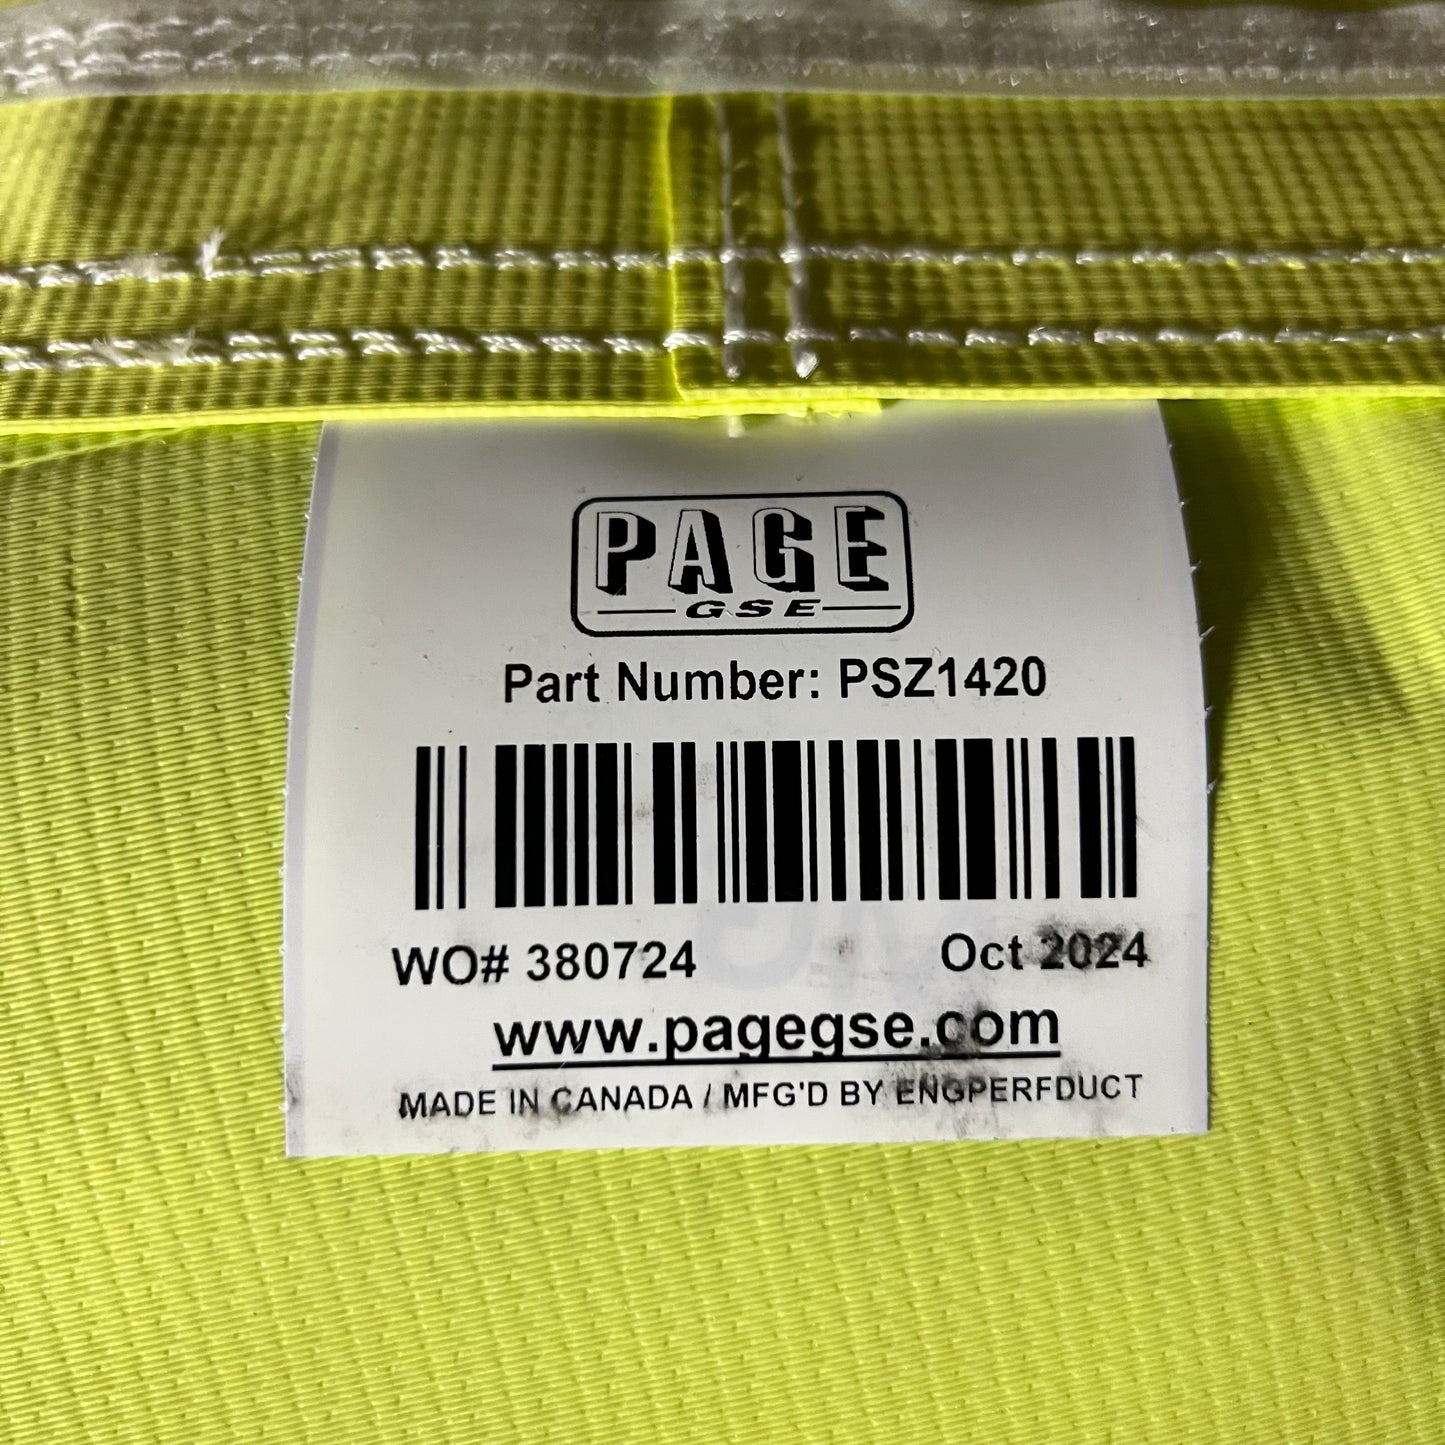 PAGE
GSE
Part Number: PSZ1420
WO# 380724 Oct 2024
www.pagegse.com
MADE IN CANADA / MFG'D BY ENGPERFDUCT